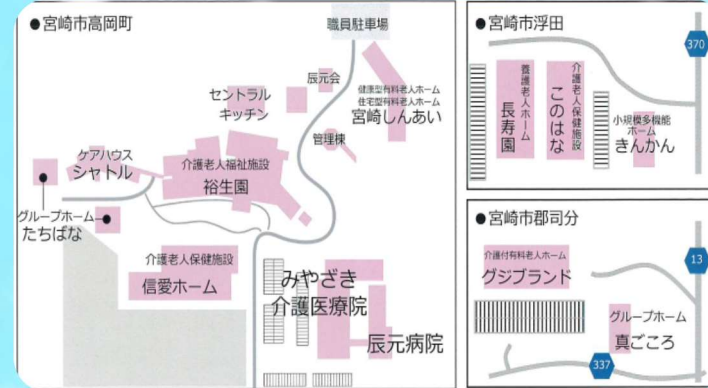 ●宮崎市高岡町
職員駐車場
辰元会
セントラル
キッチン
健康型有料老人ホーム
住宅型有料老人ホーム
宮崎しんあい
管理棟
ケアハウス
シャトル
介護老人福祉施設
裕生園
グループホーム
たちばな
介護老人保健施設
信愛ホーム
みやざき
介護医療院
辰元病院
●宮崎市浮田
370
養護老人ホーム
長寿園
介護老人保健施設
このはな
小規模多機能
ホーム
きんかん
●宮崎市郡司分
13
介護付有料老人ホーム
グジブランド
グループホーム
真ごころ
337